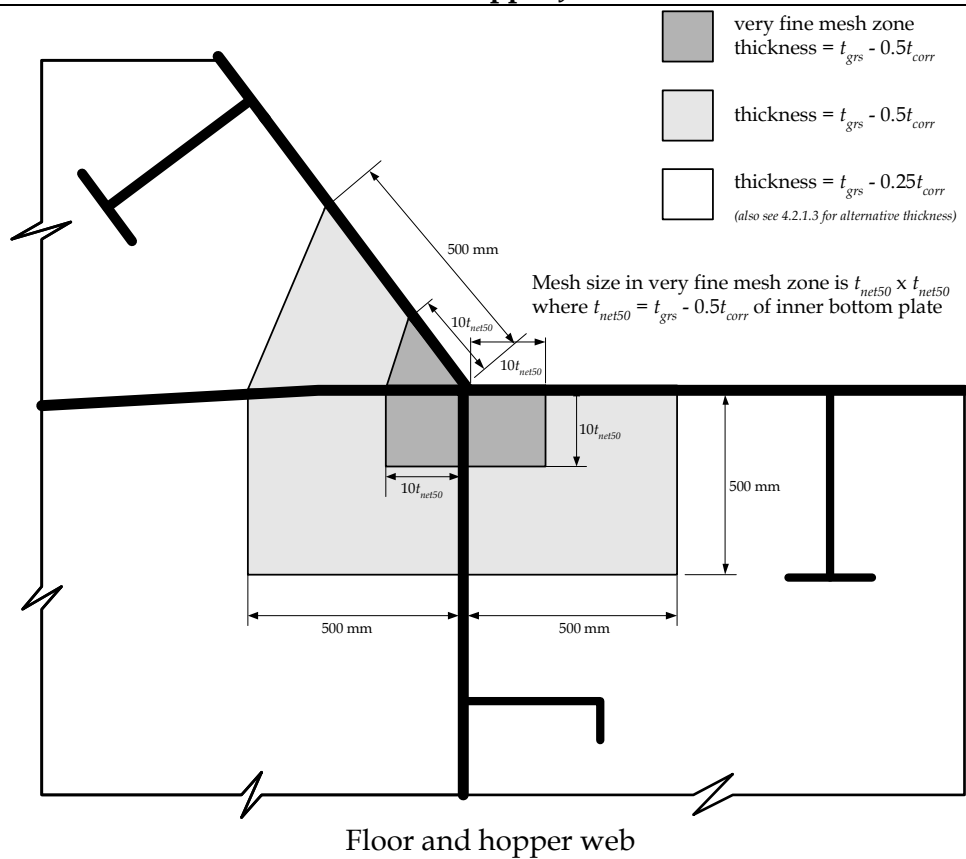 very fine mesh zone
thickness = t_grs - 0.5t_corr
thickness = t_grs - 0.5t_corr
thickness = t_grs - 0.25t_corr
(also see 4.2.1.3 for alternative thickness)
500 mm
Mesh size in very fine mesh zone is t_net50 x t_net50
where t_net50 = t_grs - 0.5t_corr of inner bottom plate
10t_net50
10t_net50
10t_net50
10t_net50
500 mm
500 mm
500 mm
Floor and hopper web